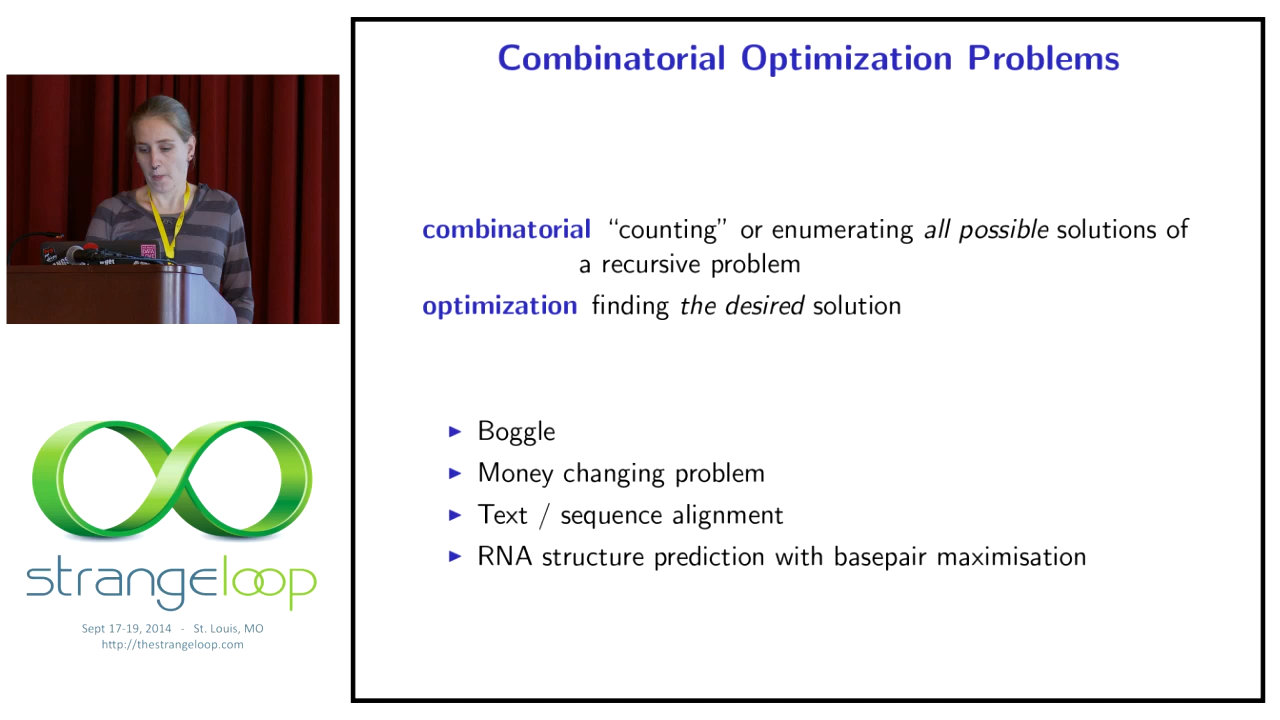 Combinatorial Optimization Problems
combinatorial “counting” or enumerating all possible solutions of
a recursive problem
optimization finding the desired solution
▶ Boggle
▶ Money changing problem
▶ Text / sequence alignment
▶ RNA structure prediction with basepair maximisation
strangeloop
Sept 17-19, 2014 - St. Louis, MO
http://thestrangeloop.com